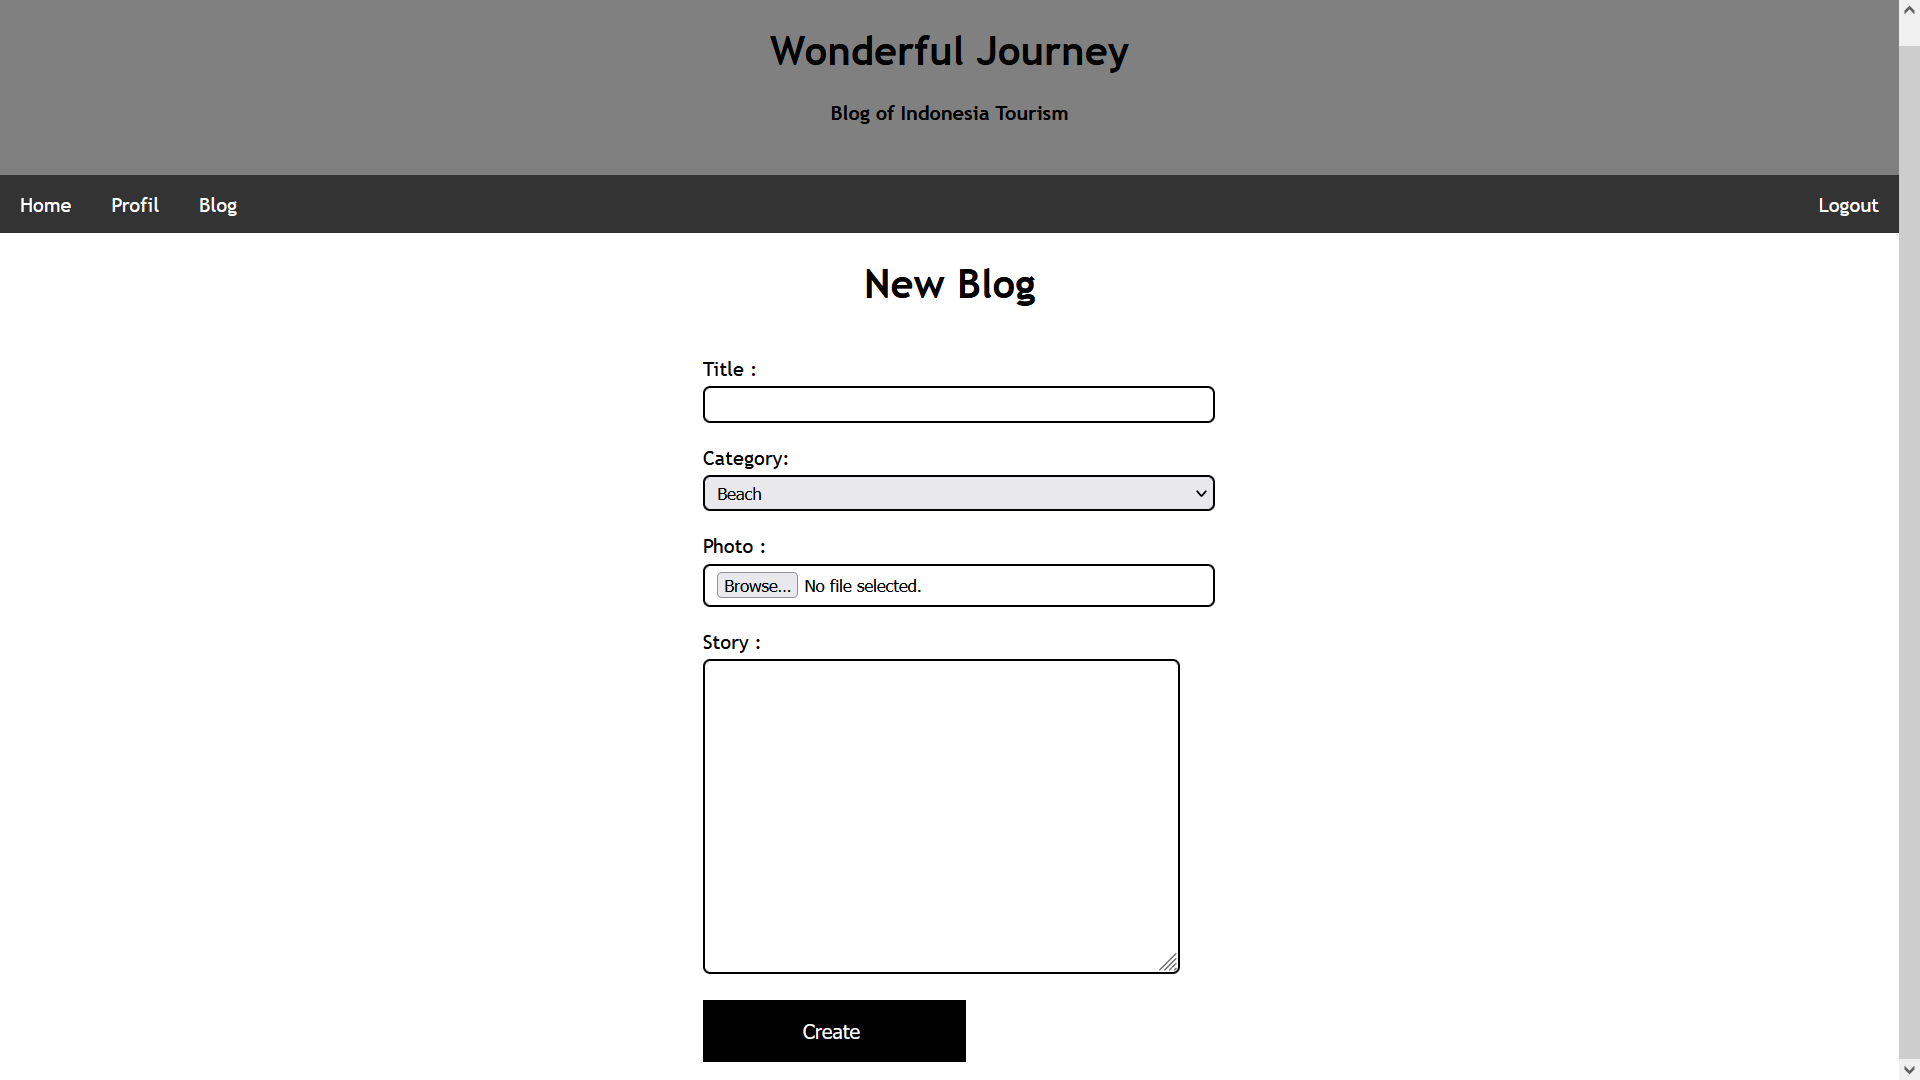 Wonderful Journey
Blog of Indonesia Tourism
Home Profil Blog Logout
New Blog
Title :
Category:
Beach
Photo :
Browse... No file selected.
Story :
Create